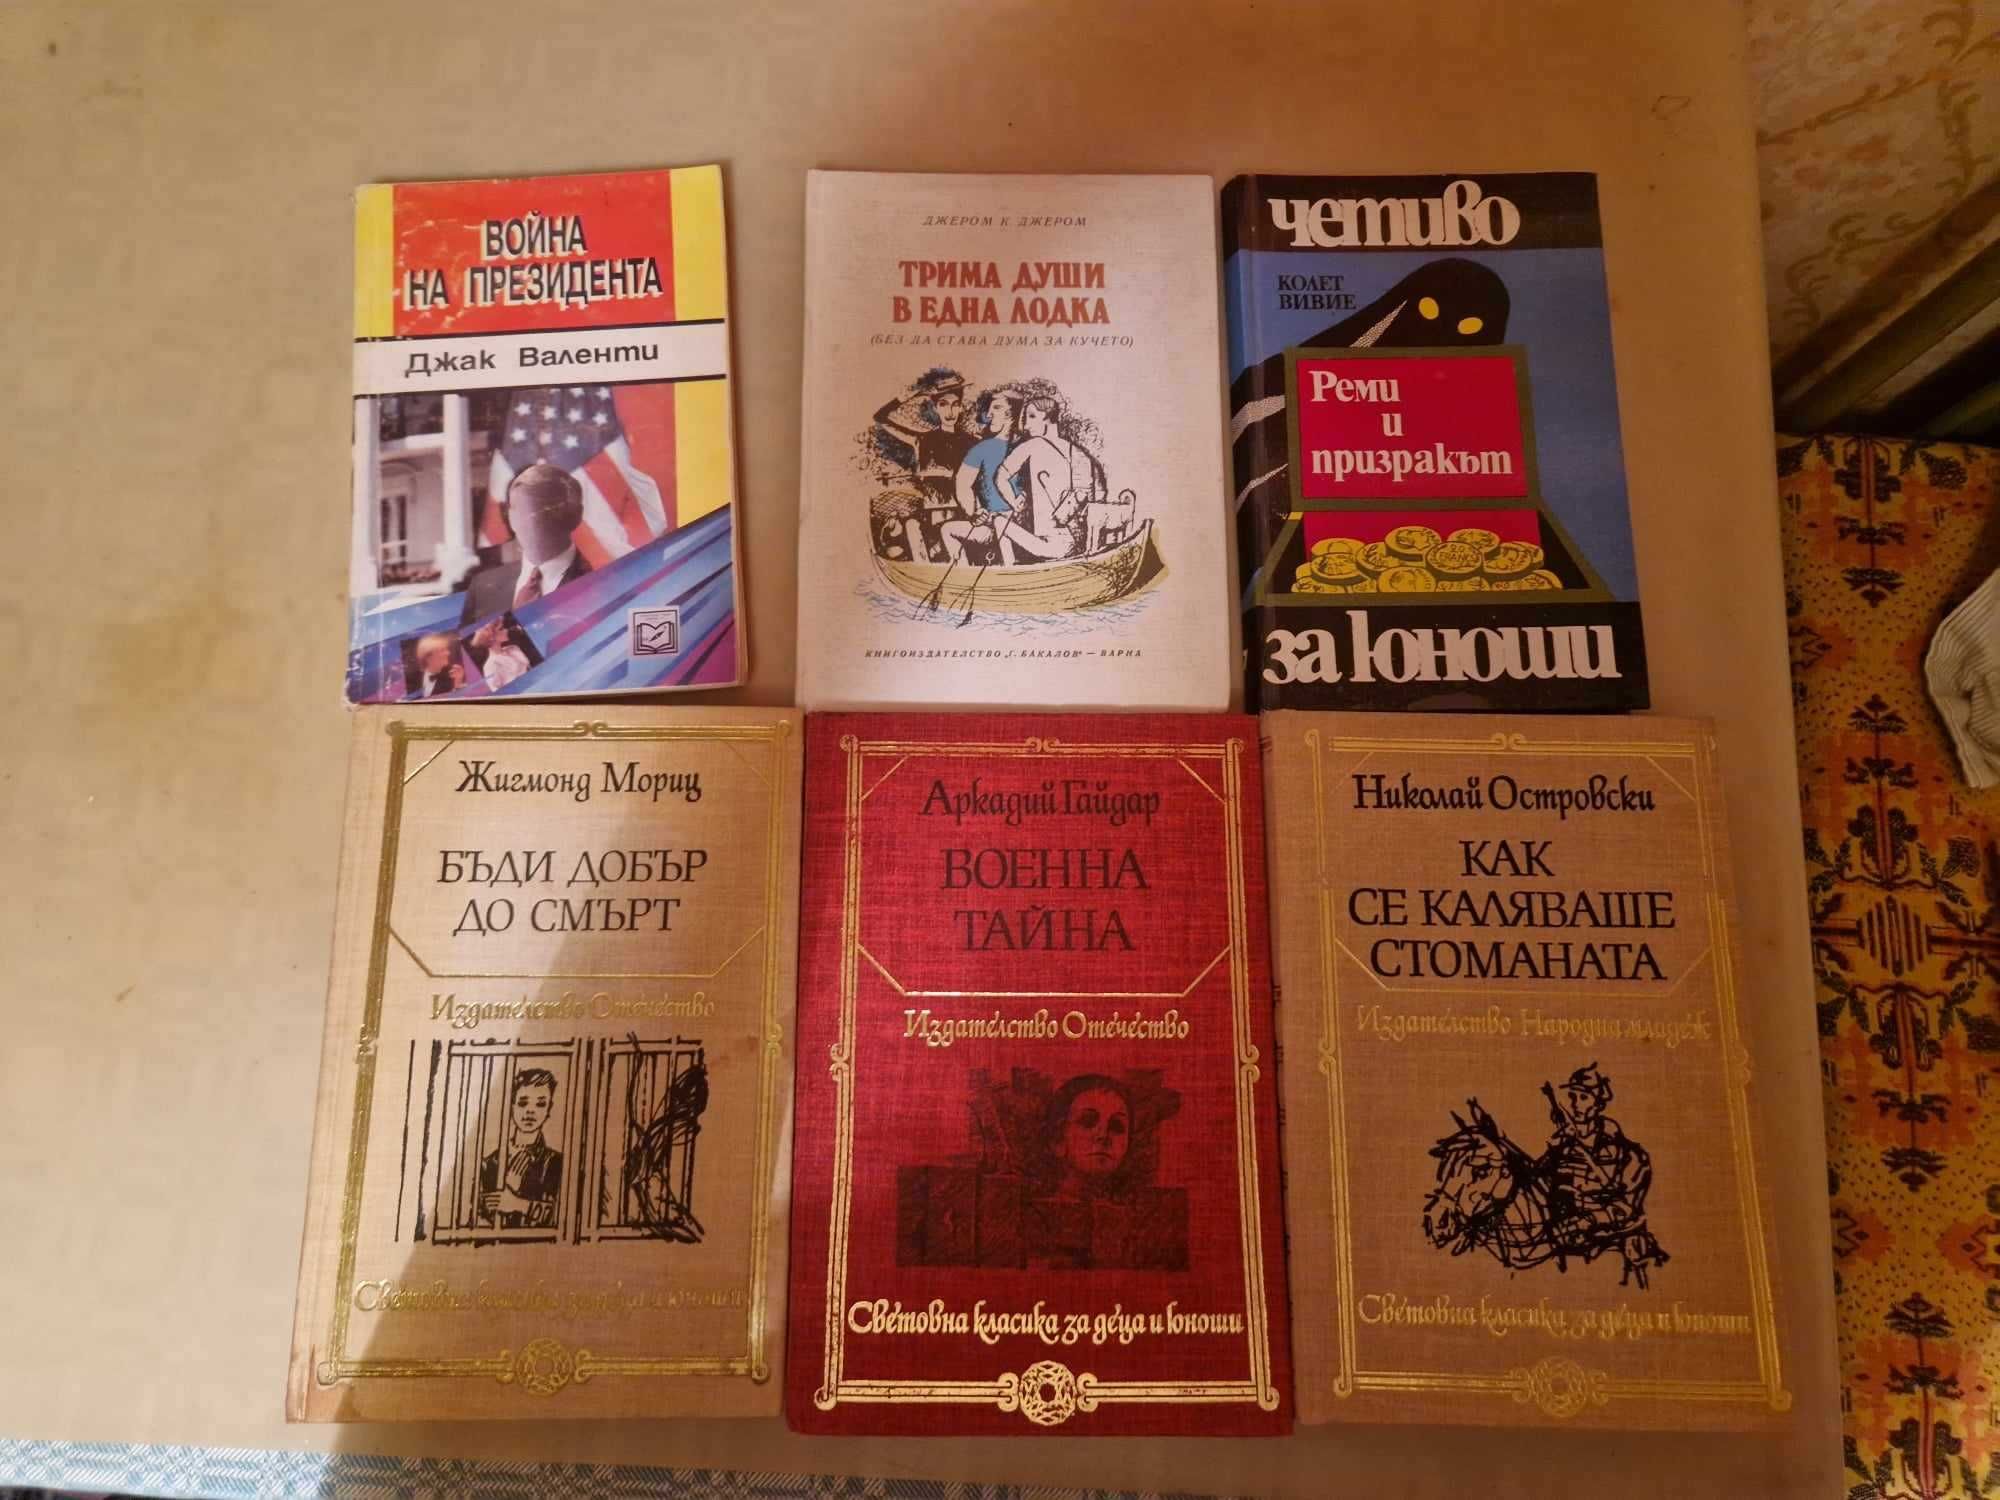 ВОЙНА
НА ПРЕЗИДЕНТА
Джак Валенти
ДЖЕРОМ К. ДЖЕРОМ
ТРИМА ДУШИ
В ЕДНА ЛОДКА
(БЕЗ ДА СТАВА ДУМА ЗА КУЧЕТО)
КНИГОИЗДАТЕЛСТВО „Г. БАКАЛОВ“ — ВАРНА
четиво
КОЛЕТ
ВИВИЕ
Реми
и
призракът
20
FRANCS
за юноши
Жигмонд Мориц
БЪДИ ДОБЪР
ДО СМЪРТ
Издателство Отечество
Световна класика за деца и юноши
Аркадий Гайдар
ВОЕННА
ТАЙНА
Издателство Отечество
Световна класика за деца и юноши
Николай Островски
КАК
СЕ КАЛЯВАШЕ
СТОМАНАТА
Издателство Народна младеж
Световна класика за деца и юноши